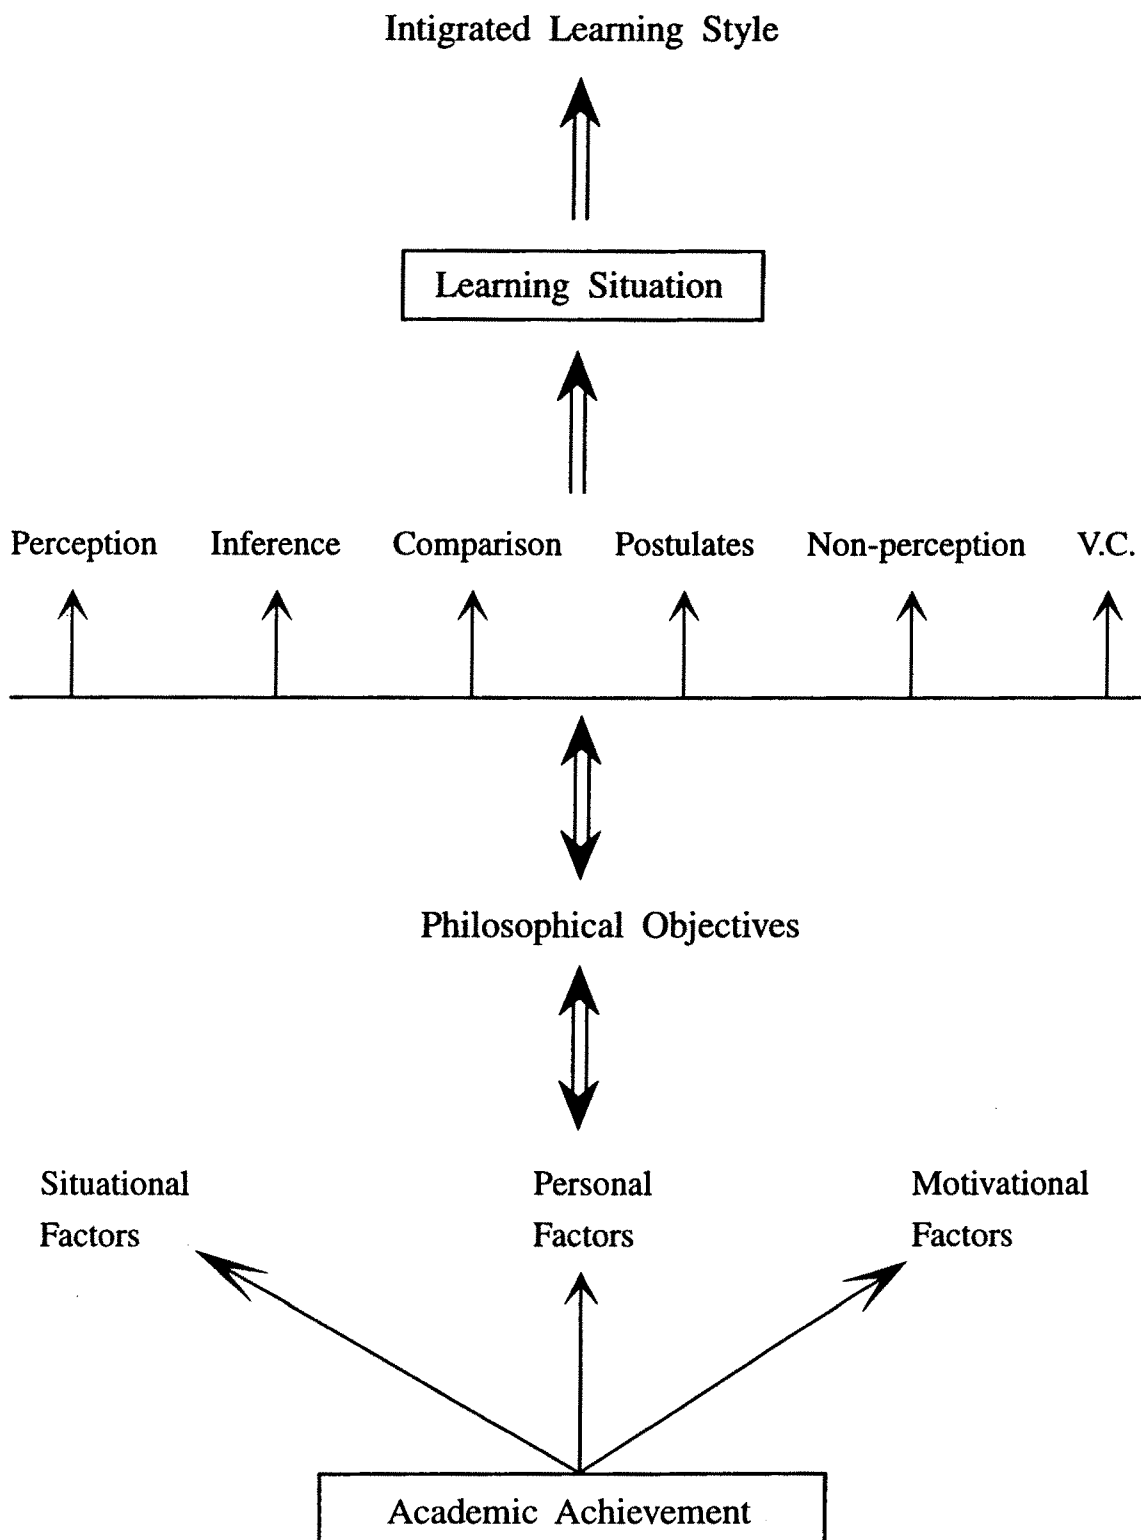 Intigrated Learning Style
Learning Situation
Perception Inference Comparison Postulates Non-perception V.C.
Philosophical Objectives
Situational Factors
Personal Factors
Motivational Factors
Academic Achievement